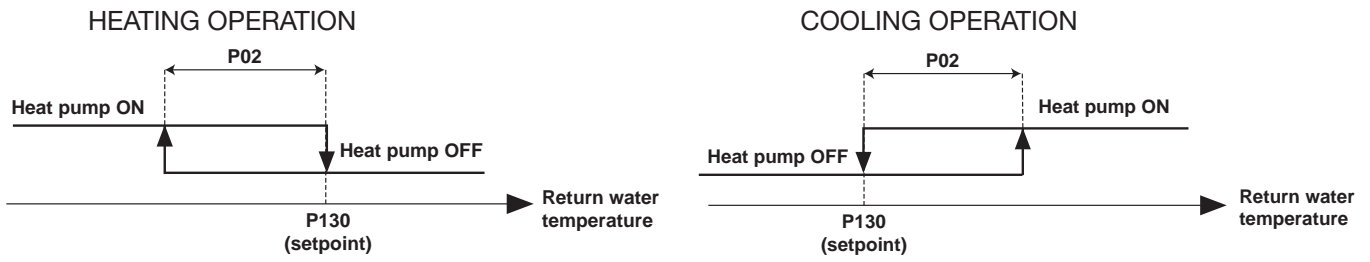 HEATING OPERATION
P02
Heat pump ON
Heat pump OFF
Return water
temperature
P130
(setpoint)
COOLING OPERATION
P02
Heat pump ON
Heat pump OFF
Return water
temperature
P130
(setpoint)